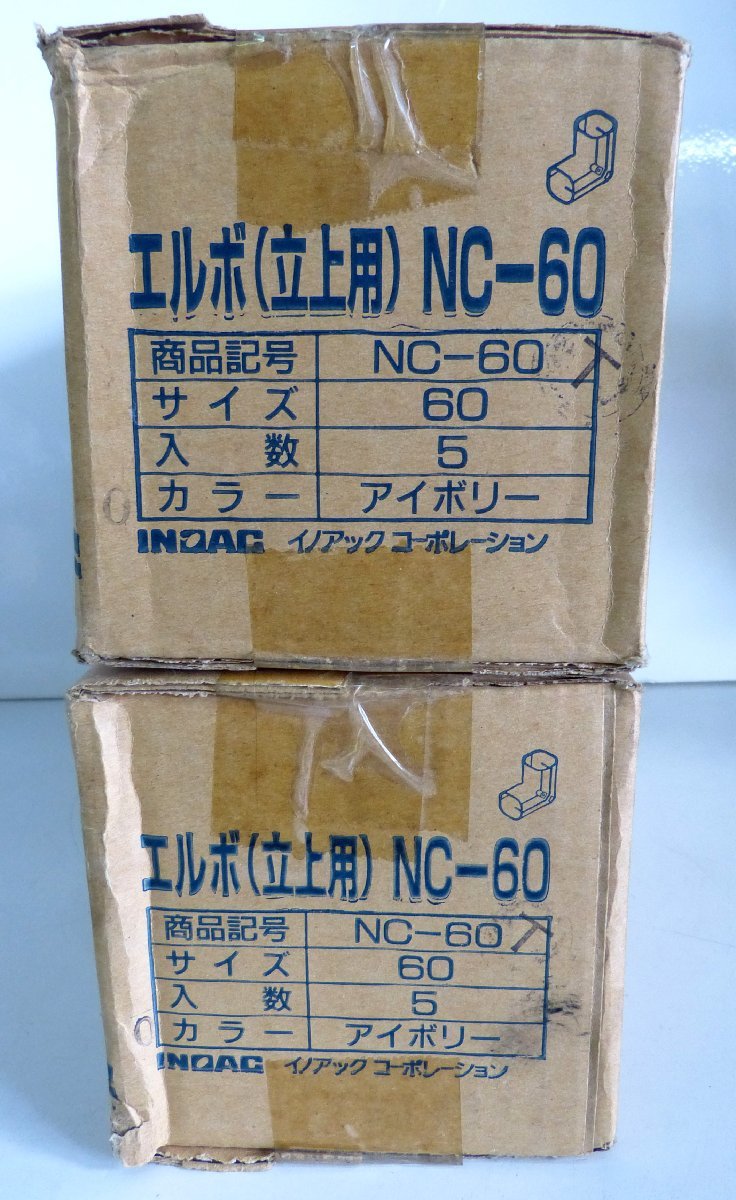 エルボ(立上用) NC-60
商品記号 NC-60
サイズ 60
入数 5
カラー アイボリー
INOAC イノアック コーポレーション
エルボ(立上用) NC-60
商品記号 NC-60
サイズ 60
入数 5
カラー アイボリー
INOAC イノアック コーポレーション